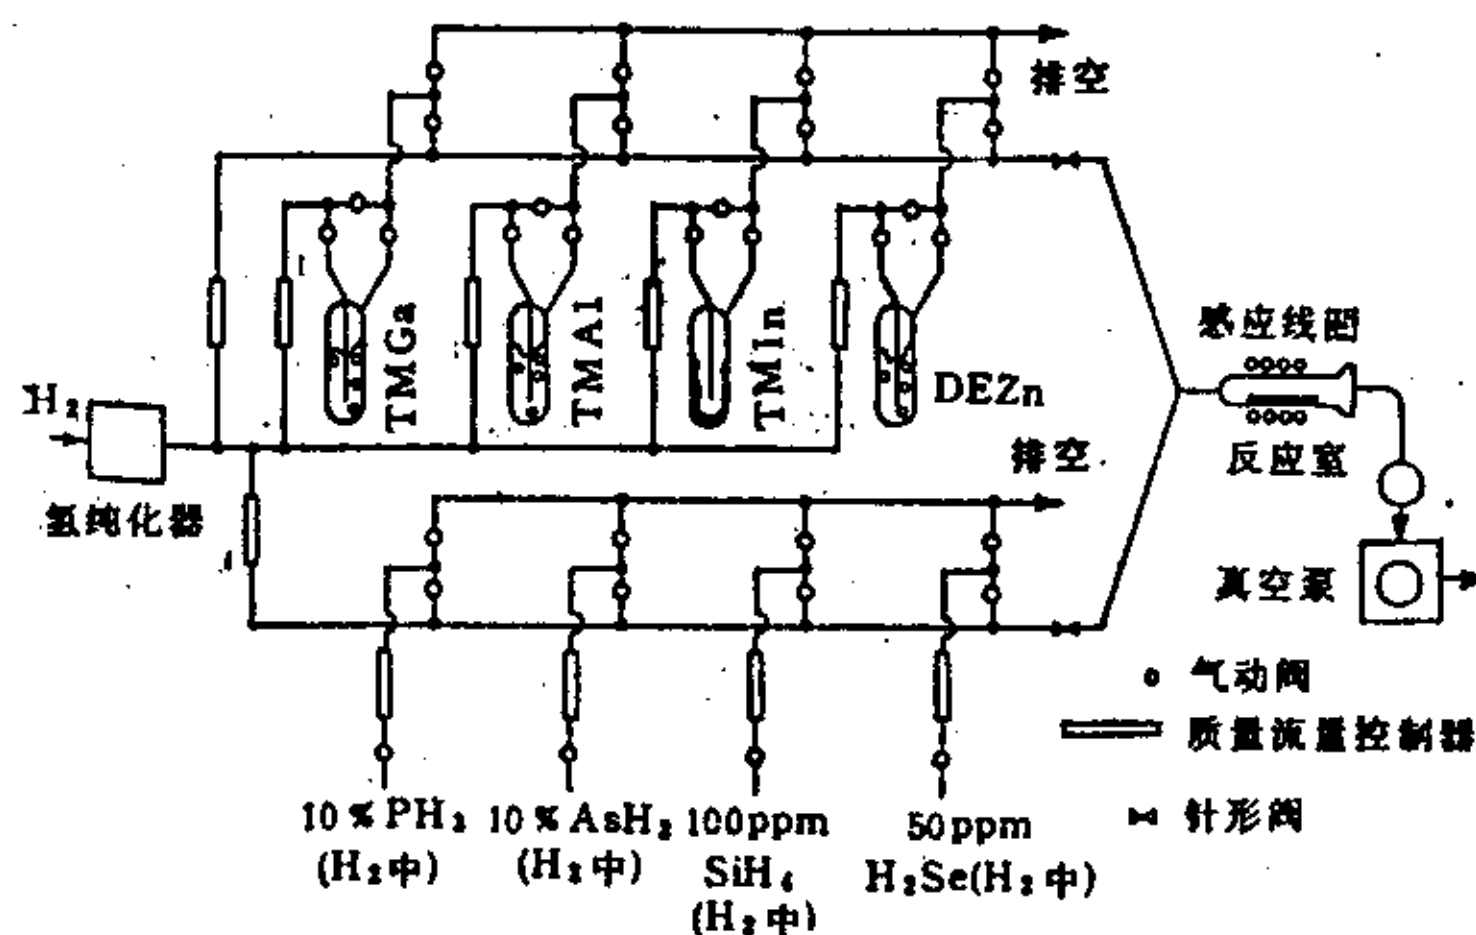 排空
TMGa
TMAl
TMIn
DEZn
感应线圈
H₂
氢纯化器
排空
反应室
真空泵
气动阀
质量流量控制器
针形阀
10%PH₃
(H₂中)
10%AsH₃
(H₂中)
100ppm
SiH₄
(H₂中)
50ppm
H₂Se(H₂中)